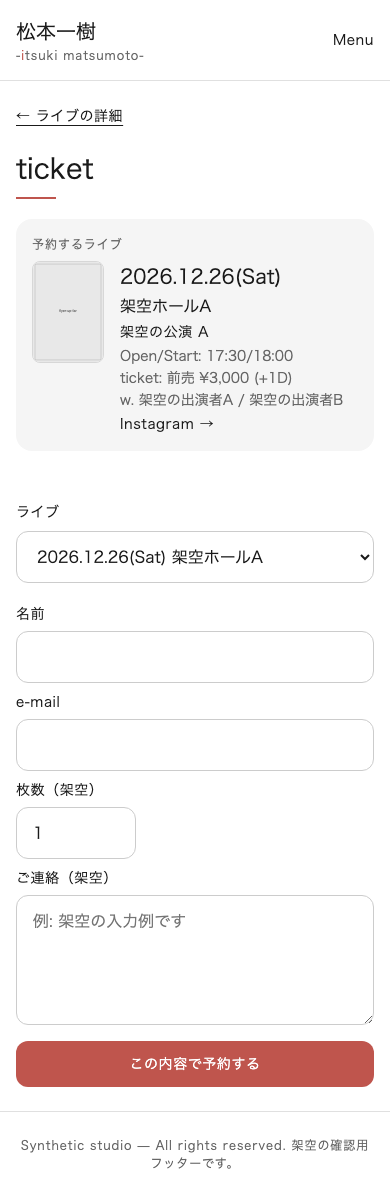 松本一樹
-itsuki matsumoto-
Menu
← ライブの詳細
ticket
予約するライブ
2026.12.26(Sat)
架空ホールA
架空の公演 A
Open/Start: 17:30/18:00
ticket: 前売 ¥3,000 (+1D)
w. 架空の出演者A / 架空の出演者B
Instagram →
ライブ
2026.12.26(Sat) 架空ホールA
名前
e-mail
枚数（架空）
1
ご連絡（架空）
例: 架空の入力例です
この内容で予約する
Synthetic studio — All rights reserved. 架空の確認用
フッターです。